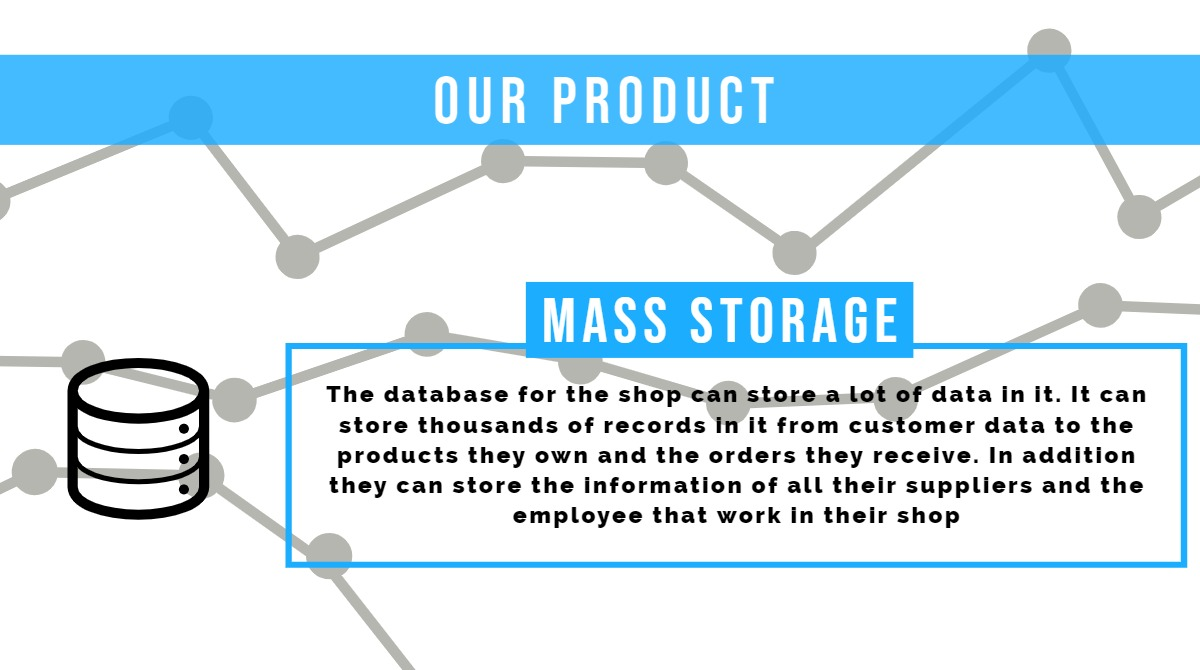 OUR PRODUCT
MASS STORAGE
The database for the shop can store a lot of data in it. It can
store thousands of records in it from customer data to the
products they own and the orders they receive. In addition
they can store the information of all their suppliers and the
employee that work in their shop